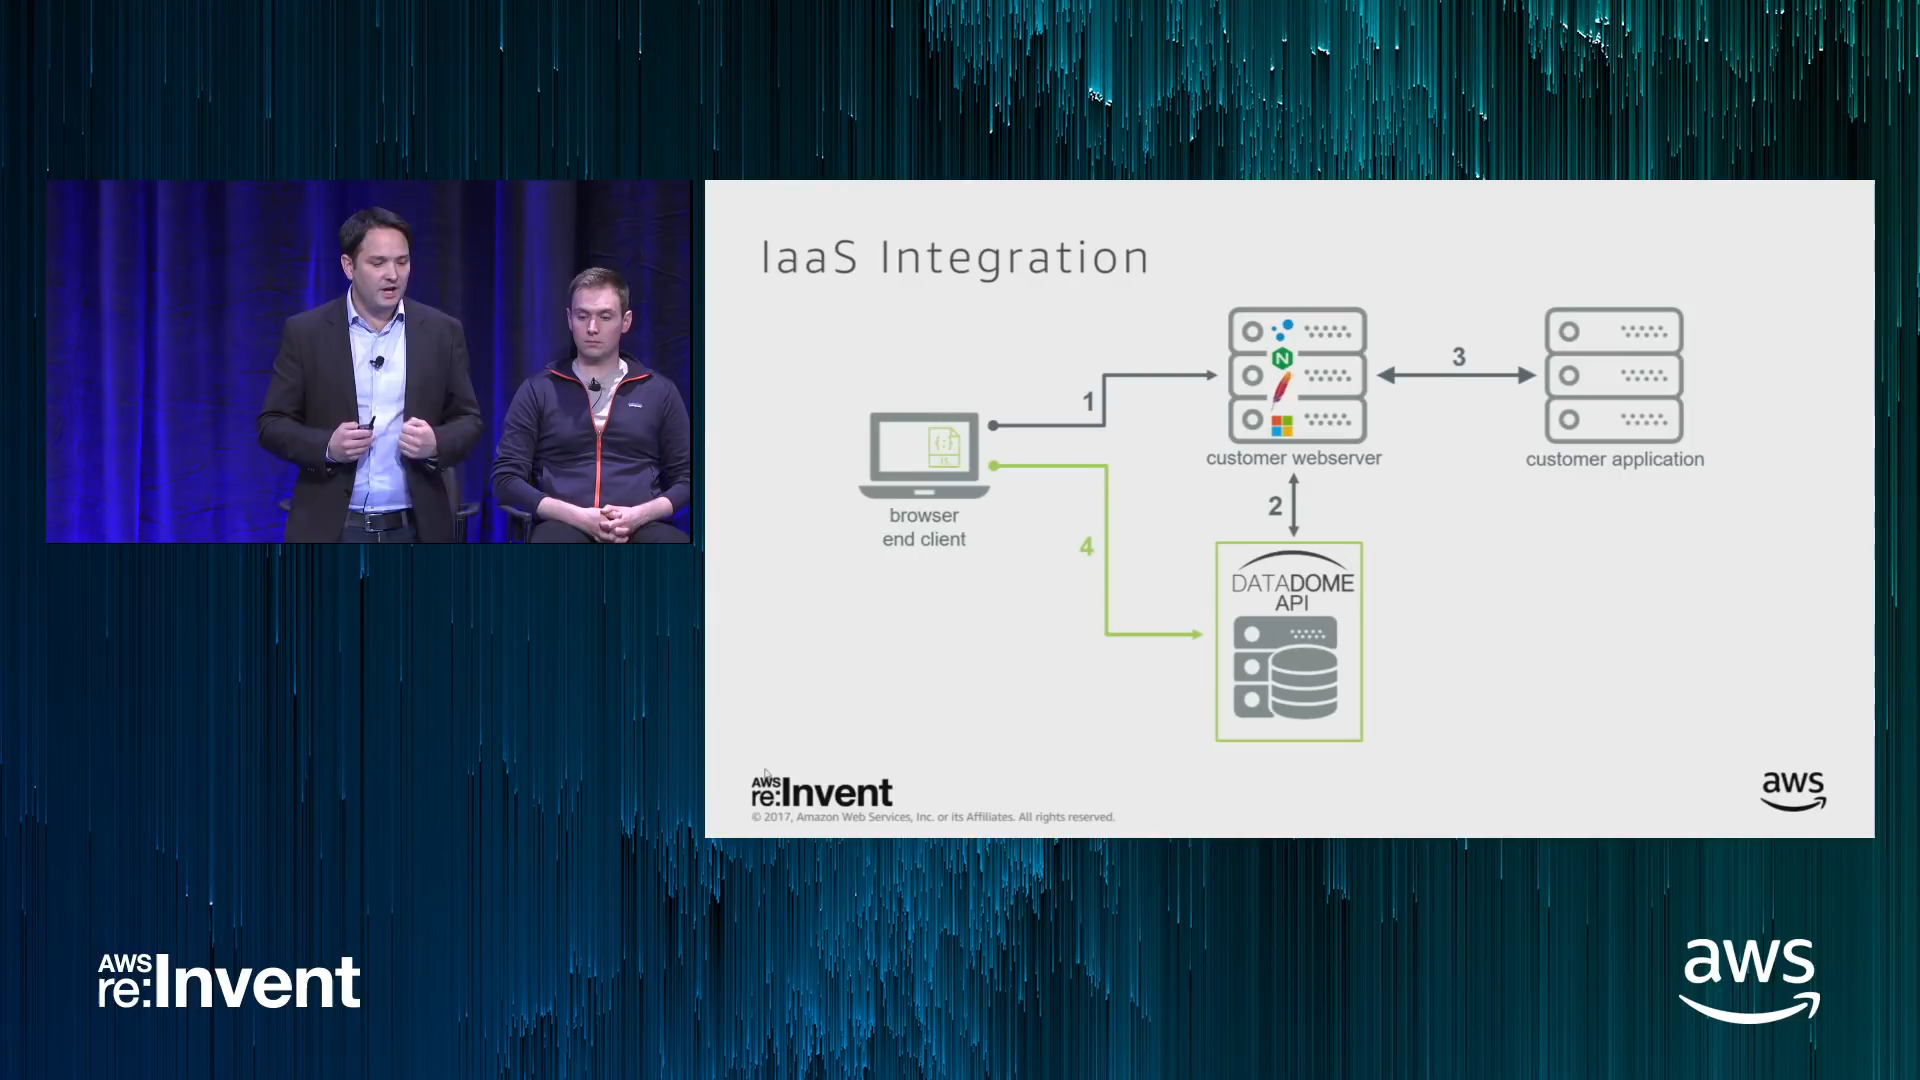 IaaS Integration
1
3
customer webserver
customer application
2
browser
end client
4
DATADOME
API
AWS
re:Invent
© 2017, Amazon Web Services, Inc. or its Affiliates. All rights reserved.
aws
AWS
re:Invent
aws